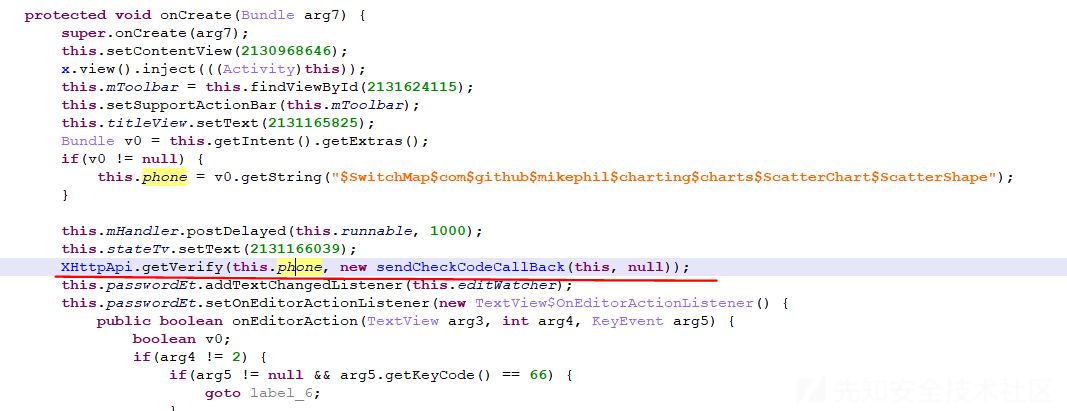 protected void onCreate(Bundle arg7) {
super.onCreate(arg7);
this.setContentView(2130968646);
x.view().inject(((Activity)this));
this.mToolbar = this.findViewById(2131624115);
this.setSupportActionBar(this.mToolbar);
this.titleView.setText(2131165825);
Bundle v0 = this.getIntent().getExtras();
if(v0 != null) {
this.phone = v0.getString("$SwitchMap$com$github$mikephil$charting$charts$ScatterChart$ScatterShape");
}
this.mHandler.postDelayed(this.runnable, 1000);
this.stateTv.setText(2131166039);
XHttpApi.getVerify(this.phone, new sendCheckCodeCallBack(this, null));
this.passwordEt.addTextChangedListener(this.editWatcher);
this.passwordEt.setOnEditorActionListener(new TextView$OnEditorActionListener() {
public boolean onEditorAction(TextView arg3, int arg4, KeyEvent arg5) {
boolean v0;
if(arg4 != 2) {
if(arg5 != null && arg5.getKeyCode() == 66) {
goto label_6;
}
先知安全技术社区